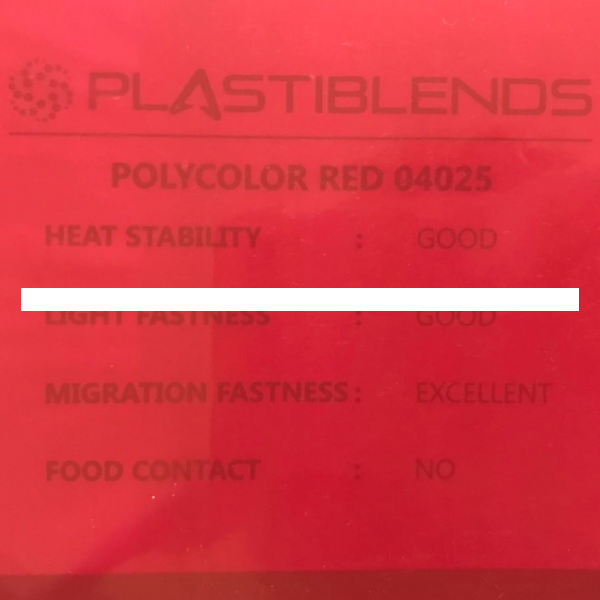 PLASTIBLENDS
POLYCOLOR RED 04025
HEAT STABILITY : GOOD
LIGHT FASTNESS : GOOD
MIGRATION FASTNESS : EXCELLENT
FOOD CONTACT : NO